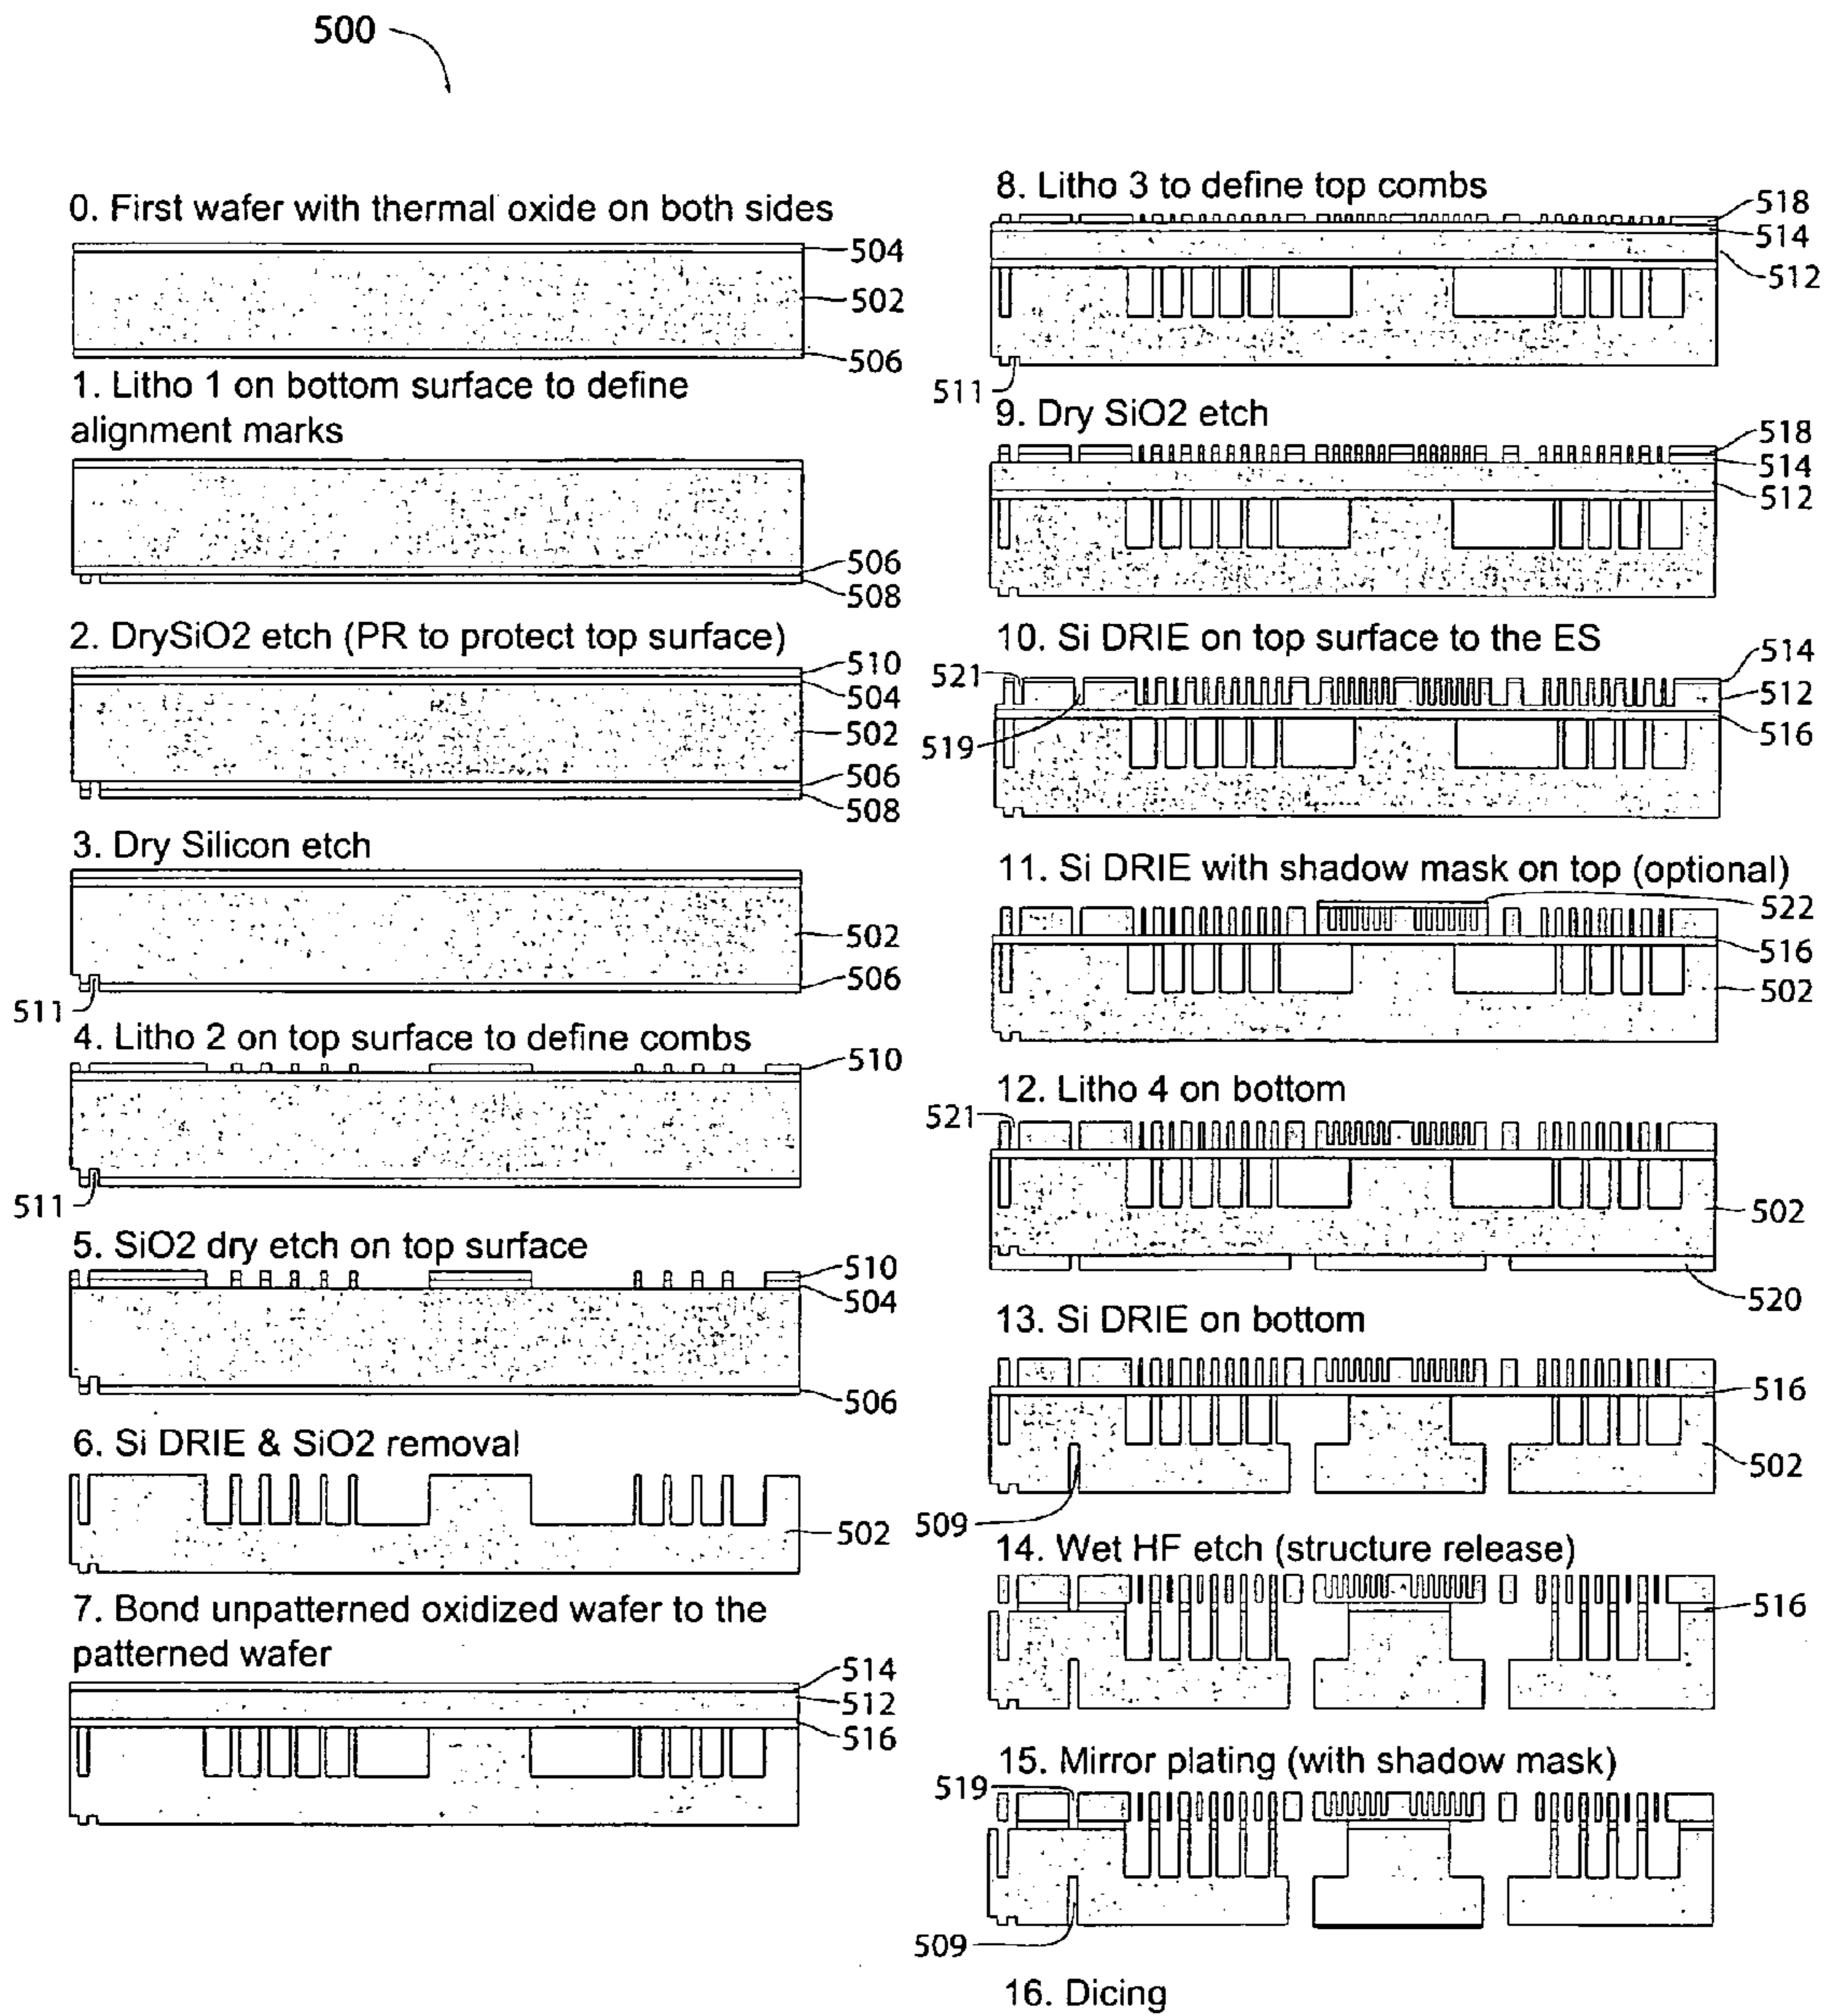 500
0. First wafer with thermal oxide on both sides
504
502
506
1. Litho 1 on bottom surface to define
alignment marks
506
508
2. DrySiO2 etch (PR to protect top surface)
510
504
502
506
508
3. Dry Silicon etch
502
506
511
4. Litho 2 on top surface to define combs
510
511
5. SiO2 dry etch on top surface
510
504
506
6. Si DRIE & SiO2 removal
502
7. Bond unpatterned oxidized wafer to the
patterned wafer
514
512
516
8. Litho 3 to define top combs
518
514
512
511
9. Dry SiO2 etch
518
514
512
10. Si DRIE on top surface to the ES
521
514
512
519
516
11. Si DRIE with shadow mask on top (optional)
522
516
502
12. Litho 4 on bottom
521
502
520
13. Si DRIE on bottom
516
502
509
14. Wet HF etch (structure release)
516
15. Mirror plating (with shadow mask)
519
509
16. Dicing